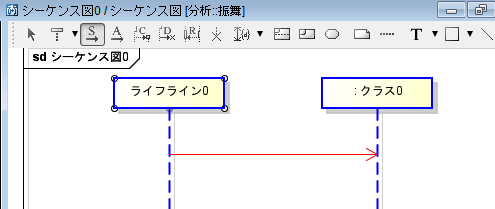 シーケンス図0 / シーケンス図 [分析::振舞]
S A C D R X {d} T
sd シーケンス図0
ライフライン0
: クラス0